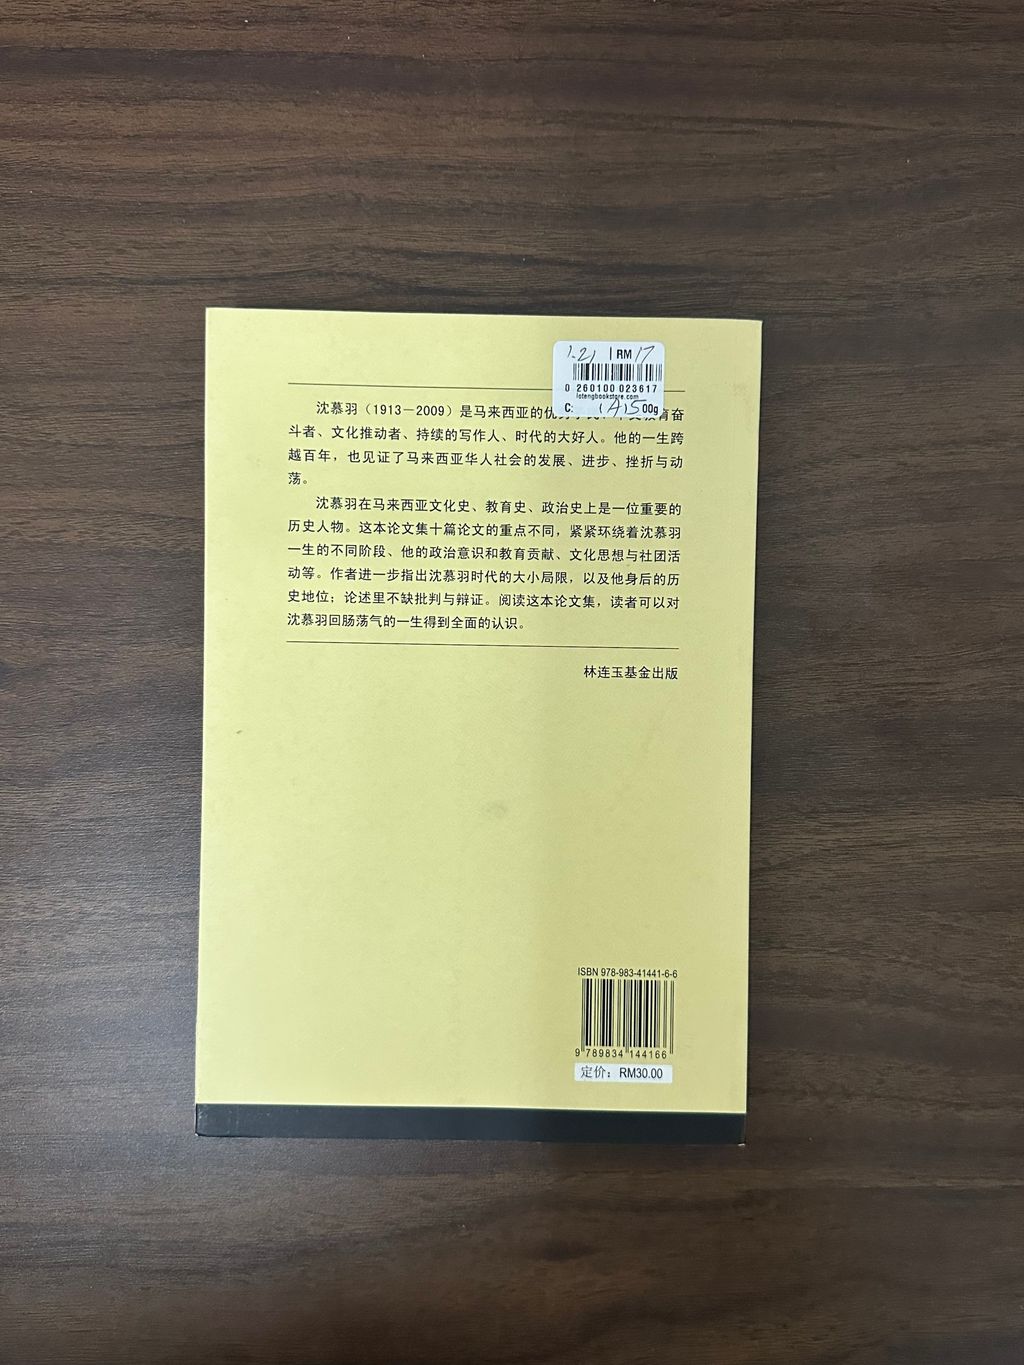 1.21 | RM 17
0 260100 023617
lotengbookstore.com
C: 1A15 00g
沈慕羽（1913－2009）是马来西亚的优 育奋
斗者、文化推动者、持续的写作人、时代的大好人。他的一生跨
越百年，也见证了马来西亚华人社会的发展、进步、挫折与动
荡。
沈慕羽在马来西亚文化史、教育史、政治史上是一位重要的
历史人物。这本论文集十篇论文的重点不同，紧紧环绕着沈慕羽
一生的不同阶段、他的政治意识和教育贡献、文化思想与社团活
动等。作者进一步指出沈慕羽时代的大小局限，以及他身后的历
史地位；论述里不缺批判与辩证。阅读这本论文集，读者可以对
沈慕羽回肠荡气的一生得到全面的认识。
林连玉基金出版
ISBN 978-983-41441-6-6
9 789834 144166
定价：RM30.00